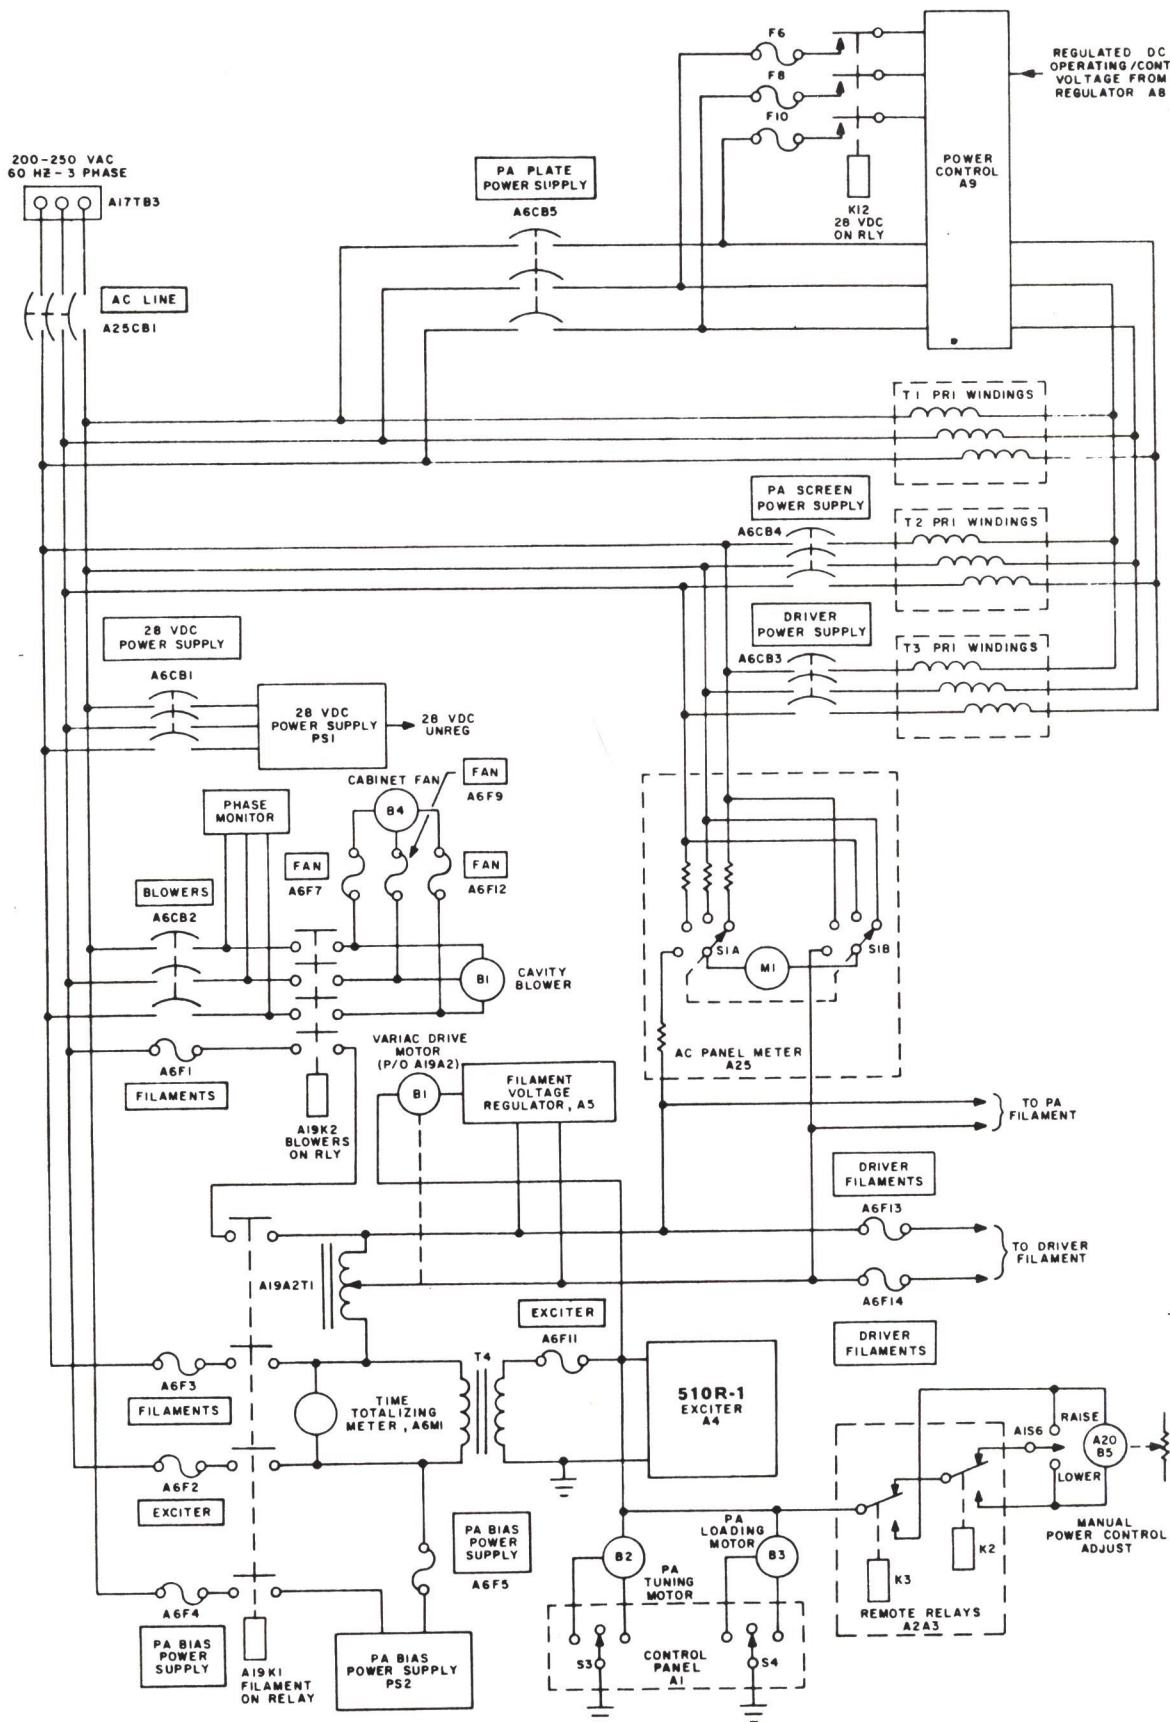 F6
F8
F10
REGULATED DC
OPERATING/CONT
VOLTAGE FROM
REGULATOR A8
200-250 VAC
60 HZ-3 PHASE
A17TB3
PA PLATE
POWER SUPPLY
A6CB5
K12
28 VDC
ON RLY
POWER
CONTROL
A9
AC LINE
A25CB1
T1 PRI WINDINGS
PA SCREEN
POWER SUPPLY
A6CB4
T2 PRI WINDINGS
28 VDC
POWER SUPPLY
A6CB1
DRIVER
POWER SUPPLY
A6CB3
T3 PRI WINDINGS
28 VDC
POWER SUPPLY
PS1
28 VDC
UNREG
CABINET FAN
FAN
A6F9
B4
PHASE
MONITOR
FAN
A6F7
FAN
A6F12
BLOWERS
A6CB2
B1
CAVITY
BLOWER
S1A
M1
S1B
AC PANEL METER
A25
A6F1
FILAMENTS
A19K2
BLOWERS
ON RLY
VARIAC DRIVE
MOTOR
(P/O A19A2)
B1
FILAMENT
VOLTAGE
REGULATOR, A5
TO PA
FILAMENT
DRIVER
FILAMENTS
A6F13
TO DRIVER
FILAMENT
A6F14
DRIVER
FILAMENTS
A19A2T1
EXCITER
A6F11
T4
A6F3
FILAMENTS
TIME
TOTALIZING
METER, A6M1
510R-1
EXCITER
A4
A6F2
EXCITER
PA BIAS
POWER
SUPPLY
A6F5
A1S6
RAISE
LOWER
A20
B5
MANUAL
POWER CONTROL
ADJUST
K2
K3
REMOTE RELAYS
A2A3
PA
LOADING
MOTOR
B2
B3
PA
TUNING
MOTOR
A6F4
PA BIAS
POWER
SUPPLY
A19K1
FILAMENT
ON RELAY
PA BIAS
POWER SUPPLY
PS2
S3
CONTROL
PANEL
A1
S4